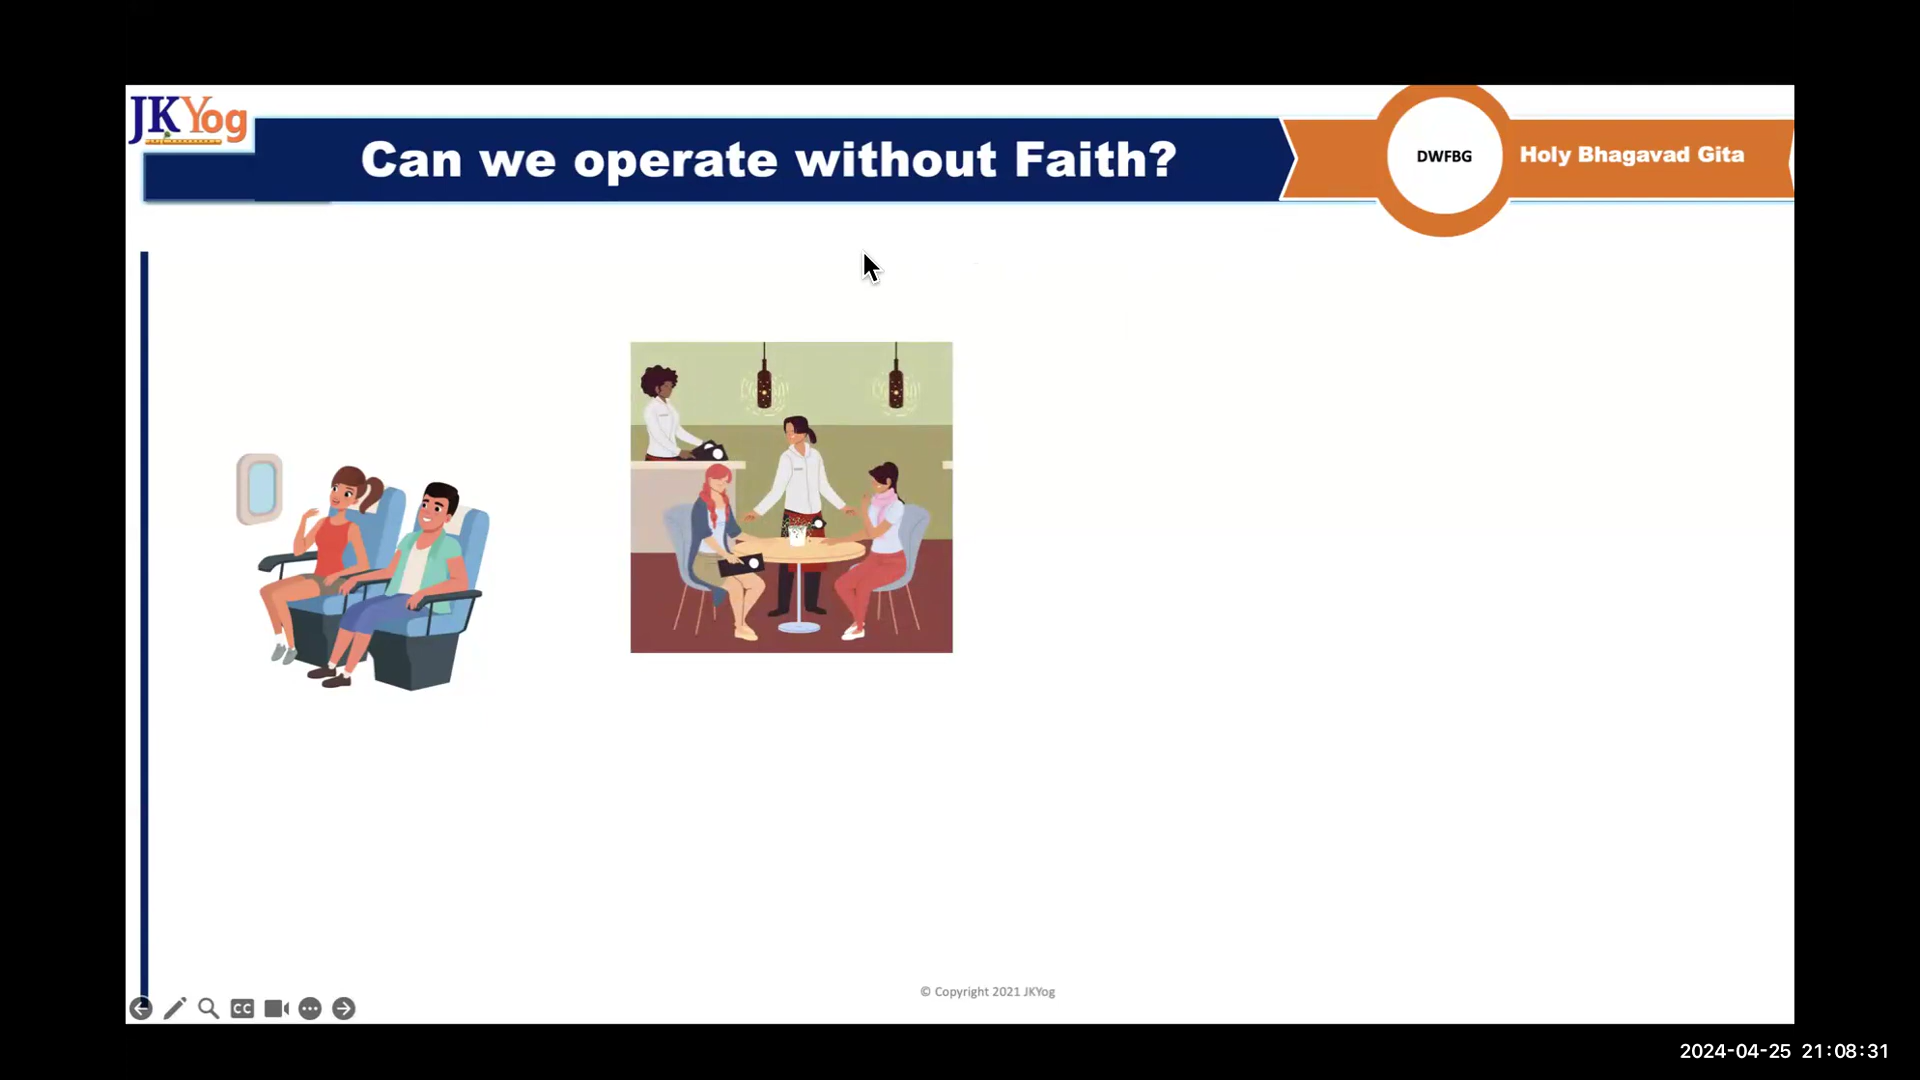 JKYog
Can we operate without Faith?
DWFBG
Holy Bhagavad Gita
© Copyright 2021 JKYog
CC
2024-04-25 21:08:31